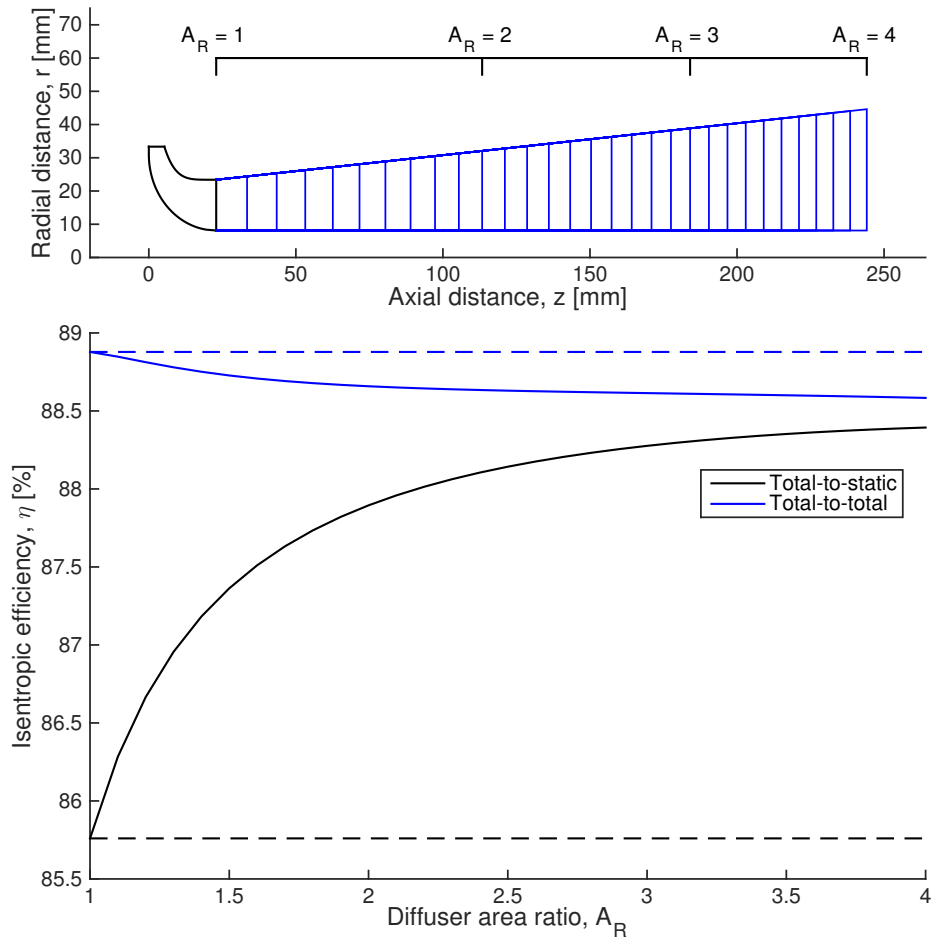 Radial distance, r [mm]
70
60
50
40
30
20
10
0
A_R = 1
A_R = 2
A_R = 3
A_R = 4
0
50
100
150
200
250
Axial distance, z [mm]
Isentropic efficiency, η [%]
89
88.5
88
87.5
87
86.5
86
85.5
Total-to-static
Total-to-total
1
1.5
2
2.5
3
3.5
4
Diffuser area ratio, A_R